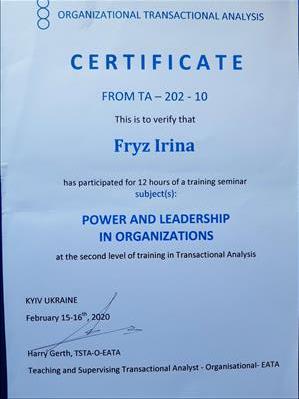 ORGANIZATIONAL TRANSACTIONAL ANALYSIS
CERTIFICATE
FROM TA – 202 - 10
This is to verify that
Fryz Irina
has participated for 12 hours of a training seminar
subject(s):
POWER AND LEADERSHIP
IN ORGANIZATIONS
at the second level of training in Transactional Analysis
KYIV UKRAINE
February 15-16th, 2020
Harry Gerth, TSTA-O-EATA
Teaching and Supervising Transactional Analyst - Organisational- EATA